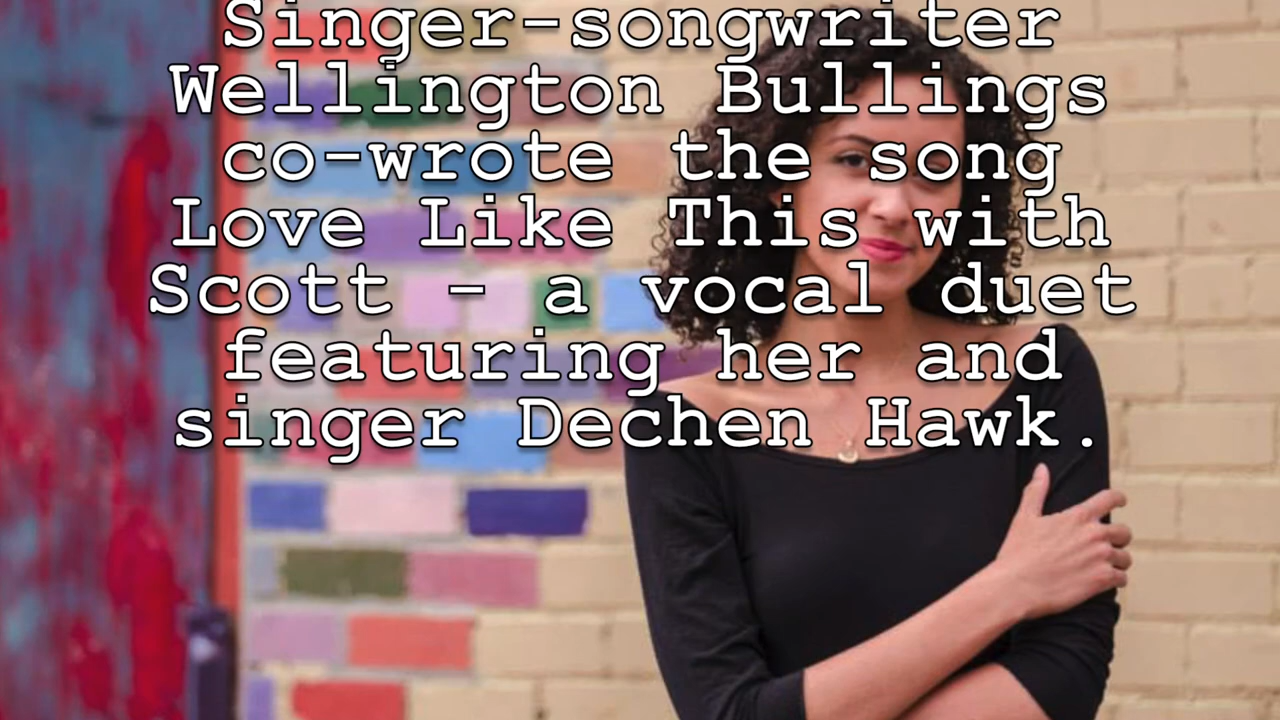 Singer-songwriter
Wellington Bullings
co-wrote the song
Love Like This with
Scott - a vocal duet
featuring her and
singer Dechen Hawk.